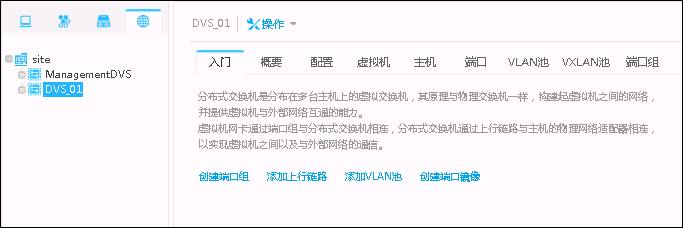 DVS_01 操作
入门 概要 配置 虚拟机 主机 端口 VLAN池 VXLAN池 端口组
site
ManagementDVS
DVS_01
分布式交换机是分布在多台主机上的虚拟交换机，其原理与物理交换机一样，构建起虚拟机之间的网络，
并提供虚拟机与外部网络互通的能力。
虚拟机网卡通过端口组与分布式交换机相连，分布式交换机通过上行链路与主机的物理网络适配器相连，
以实现虚拟机之间以及与外部网络的通信。
创建端口组 添加上行链路 添加VLAN池 创建端口镜像